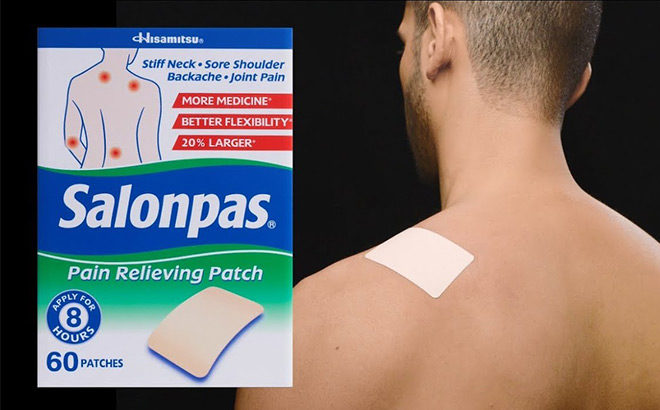 Hisamitsu®
Stiff Neck • Sore Shoulder
Backache • Joint Pain
MORE MEDICINE*
BETTER FLEXIBILITY*
20% LARGER*
Salonpas®
Pain Relieving Patch
APPLY FOR
8
HOURS
60 PATCHES